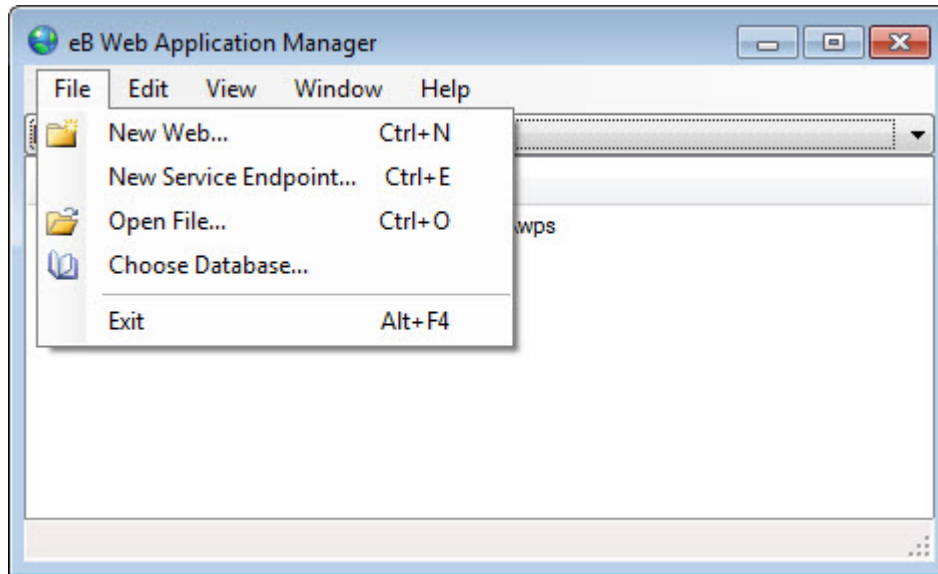 eB Web Application Manager
File Edit View Window Help
New Web... Ctrl+N
New Service Endpoint... Ctrl+E
Open File... Ctrl+O
Choose Database...
Exit Alt+F4